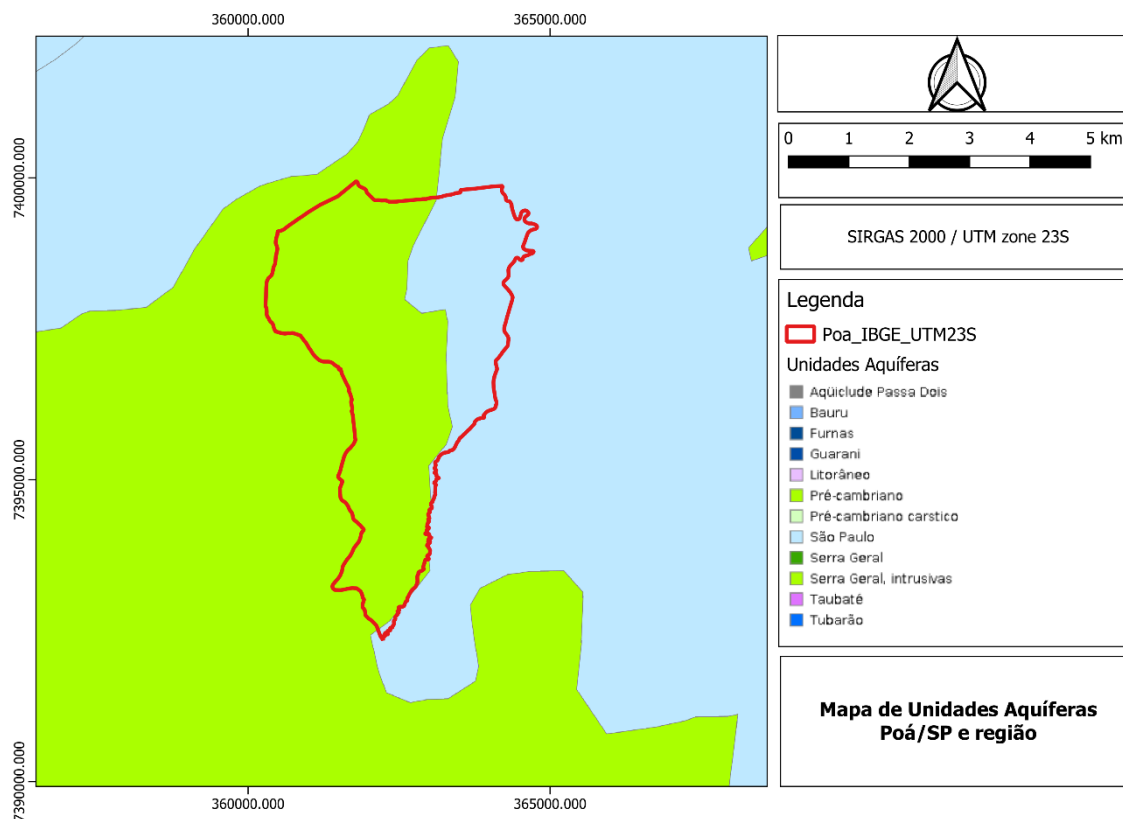 360000.000
365000.000
7400000.000
7395000.000
7390000.000
360000.000
365000.000
0 1 2 3 4 5 km
SIRGAS 2000 / UTM zone 23S
Legenda
Poa_IBGE_UTM23S
Unidades Aquíferas
Aqüiclude Passa Dois
Bauru
Furnas
Guarani
Litorâneo
Pré-cambriano
Pré-cambriano carstico
São Paulo
Serra Geral
Serra Geral, intrusivas
Taubaté
Tubarão
Mapa de Unidades Aquíferas
Poá/SP e região